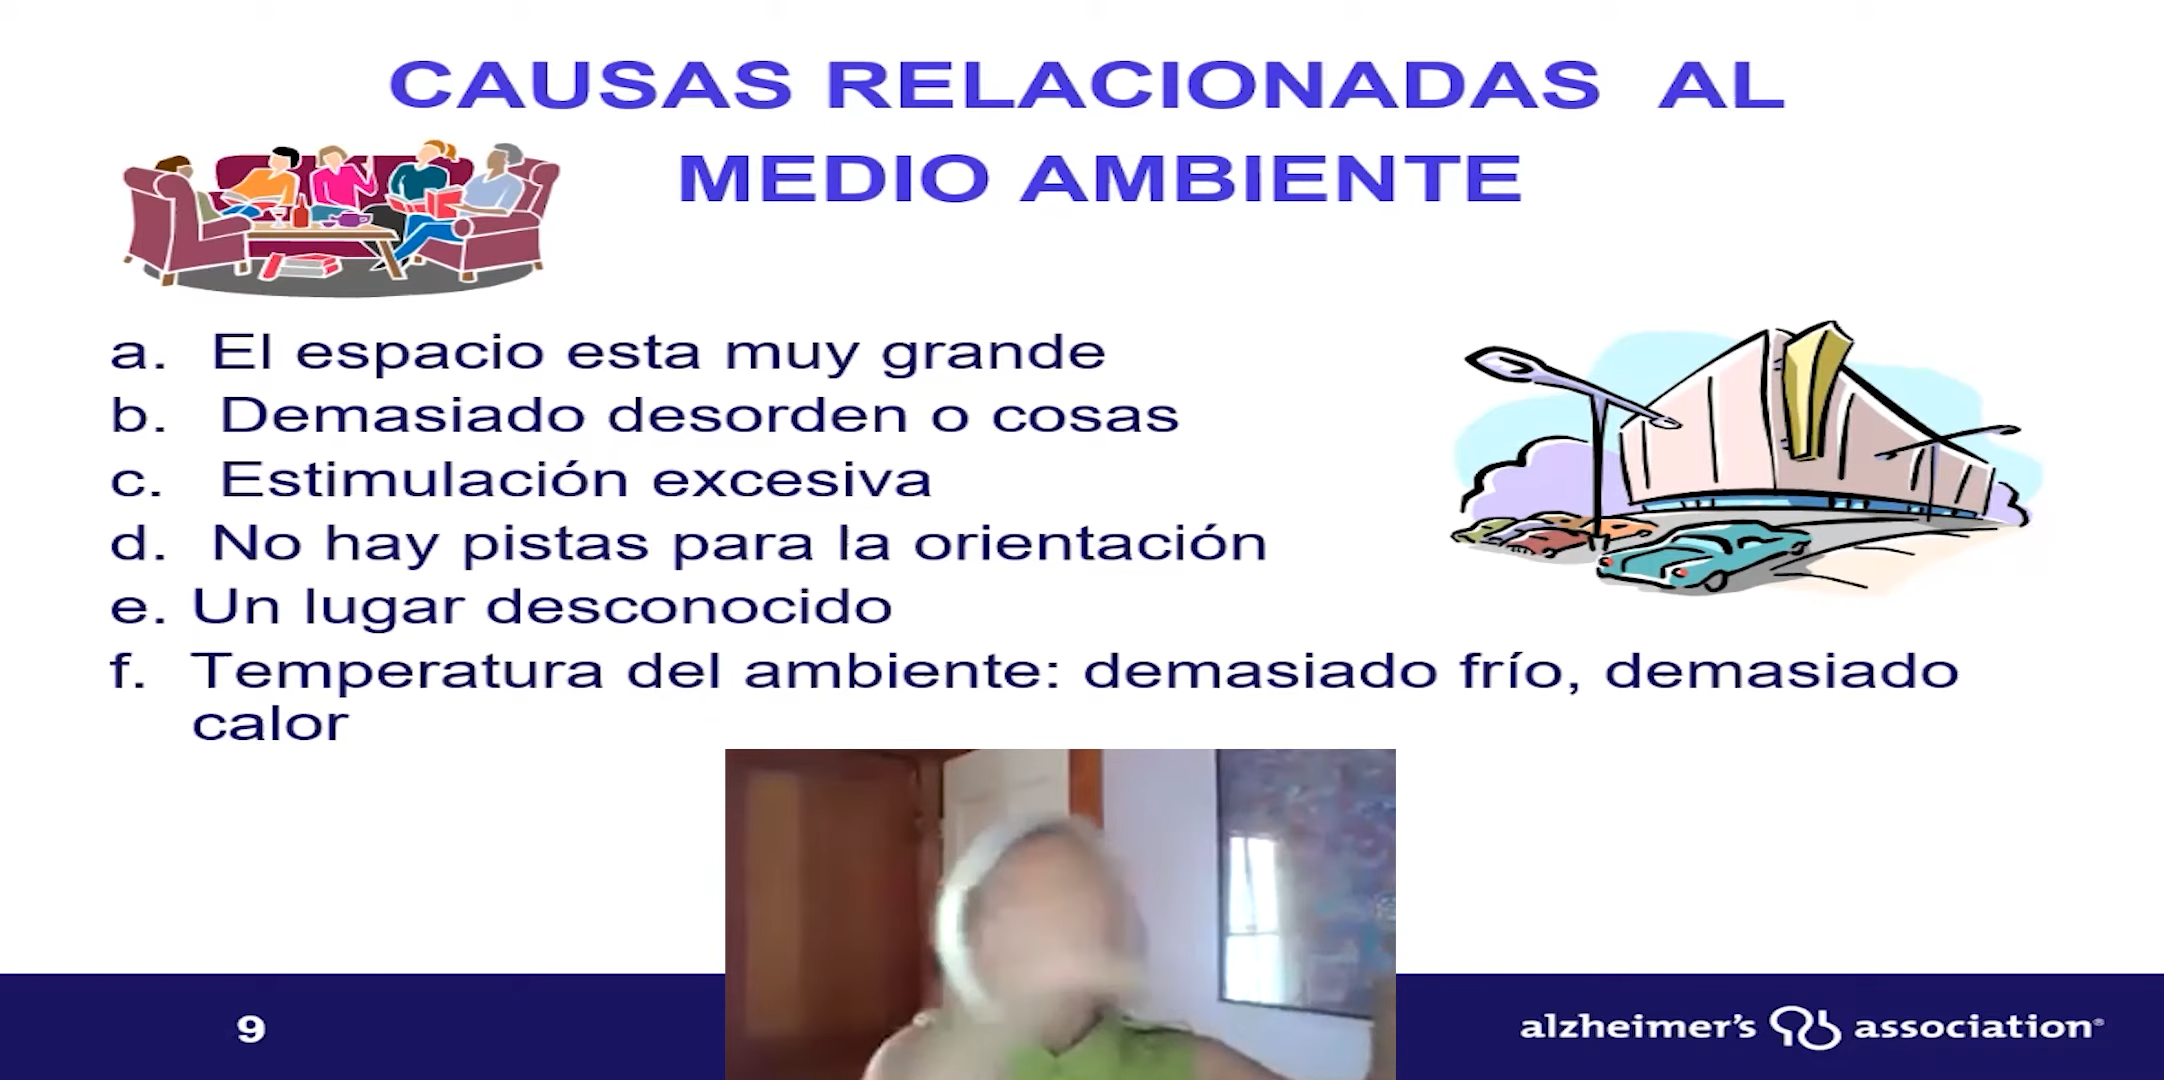 CAUSAS RELACIONADAS AL
MEDIO AMBIENTE
a. El espacio esta muy grande
b. Demasiado desorden o cosas
c. Estimulación excesiva
d. No hay pistas para la orientación
e. Un lugar desconocido
f. Temperatura del ambiente: demasiado frío, demasiado
calor
9
alzheimer's association®